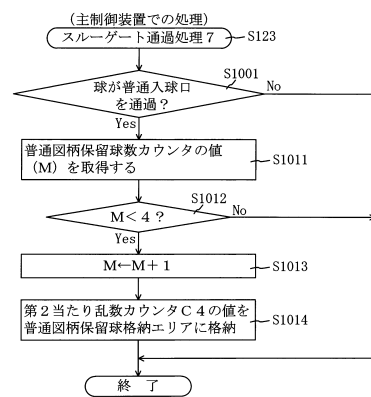 (主制御装置での処理)
スルーゲート通過処理7
S123
球が普通入球口
を通過?
S1001
No
Yes
普通図柄保留球数カウンタの値
(M)を取得する
S1011
M<4?
S1012
No
Yes
M←M+1
S1013
第2当たり乱数カウンタC4の値を
普通図柄保留球格納エリアに格納
S1014
終 了